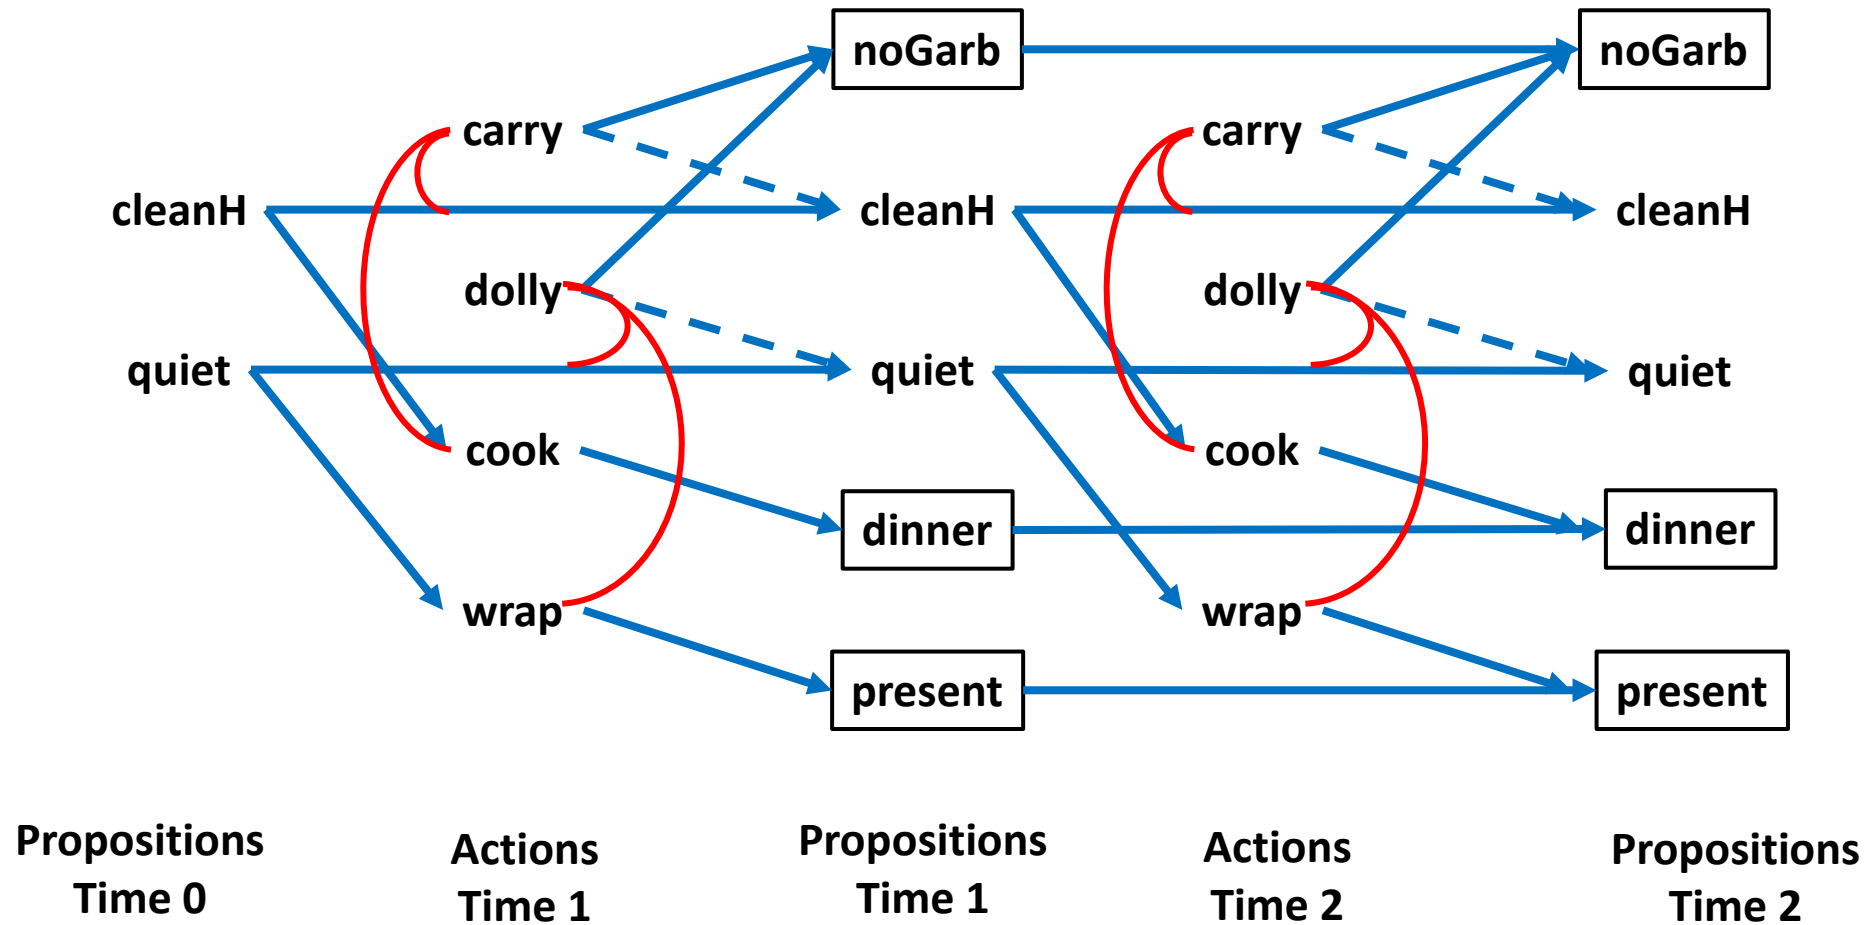 noGarb
noGarb
carry
carry
cleanH
cleanH
cleanH
dolly
dolly
quiet
quiet
quiet
cook
cook
dinner
dinner
wrap
wrap
present
present
Propositions
Time 0
Actions
Time 1
Propositions
Time 1
Actions
Time 2
Propositions
Time 2